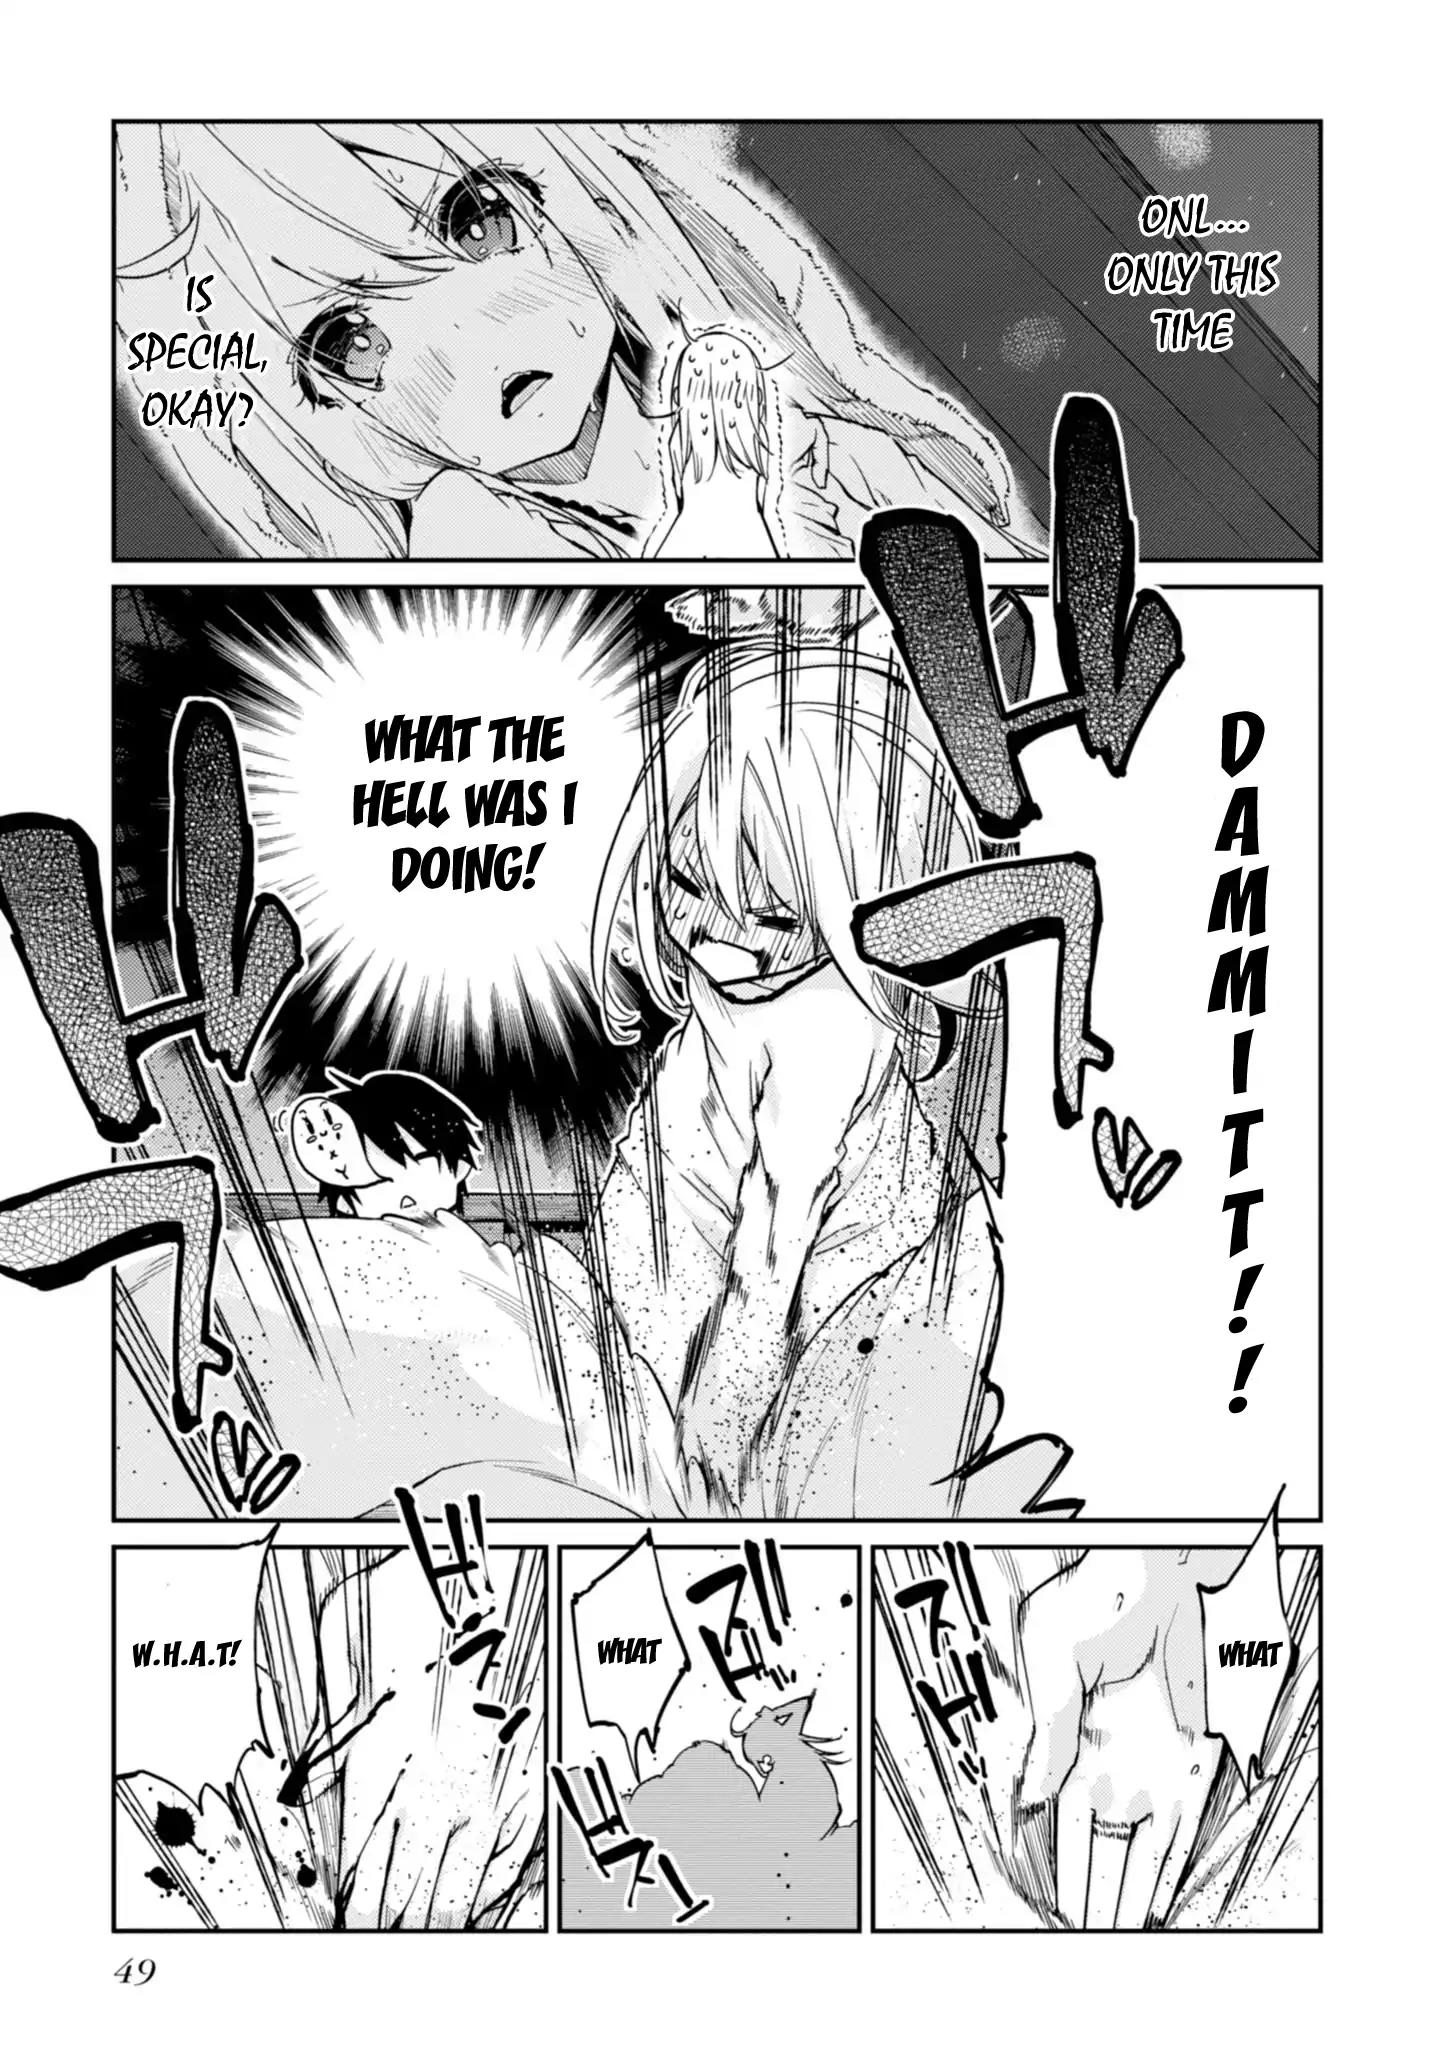 ONL...
ONLY THIS
TIME
IS
SPECIAL,
OKAY?
DAMMITT!!
WHAT THE
HELL WAS I
DOING!
WHAT
WHAT
W.H.A.T!
49